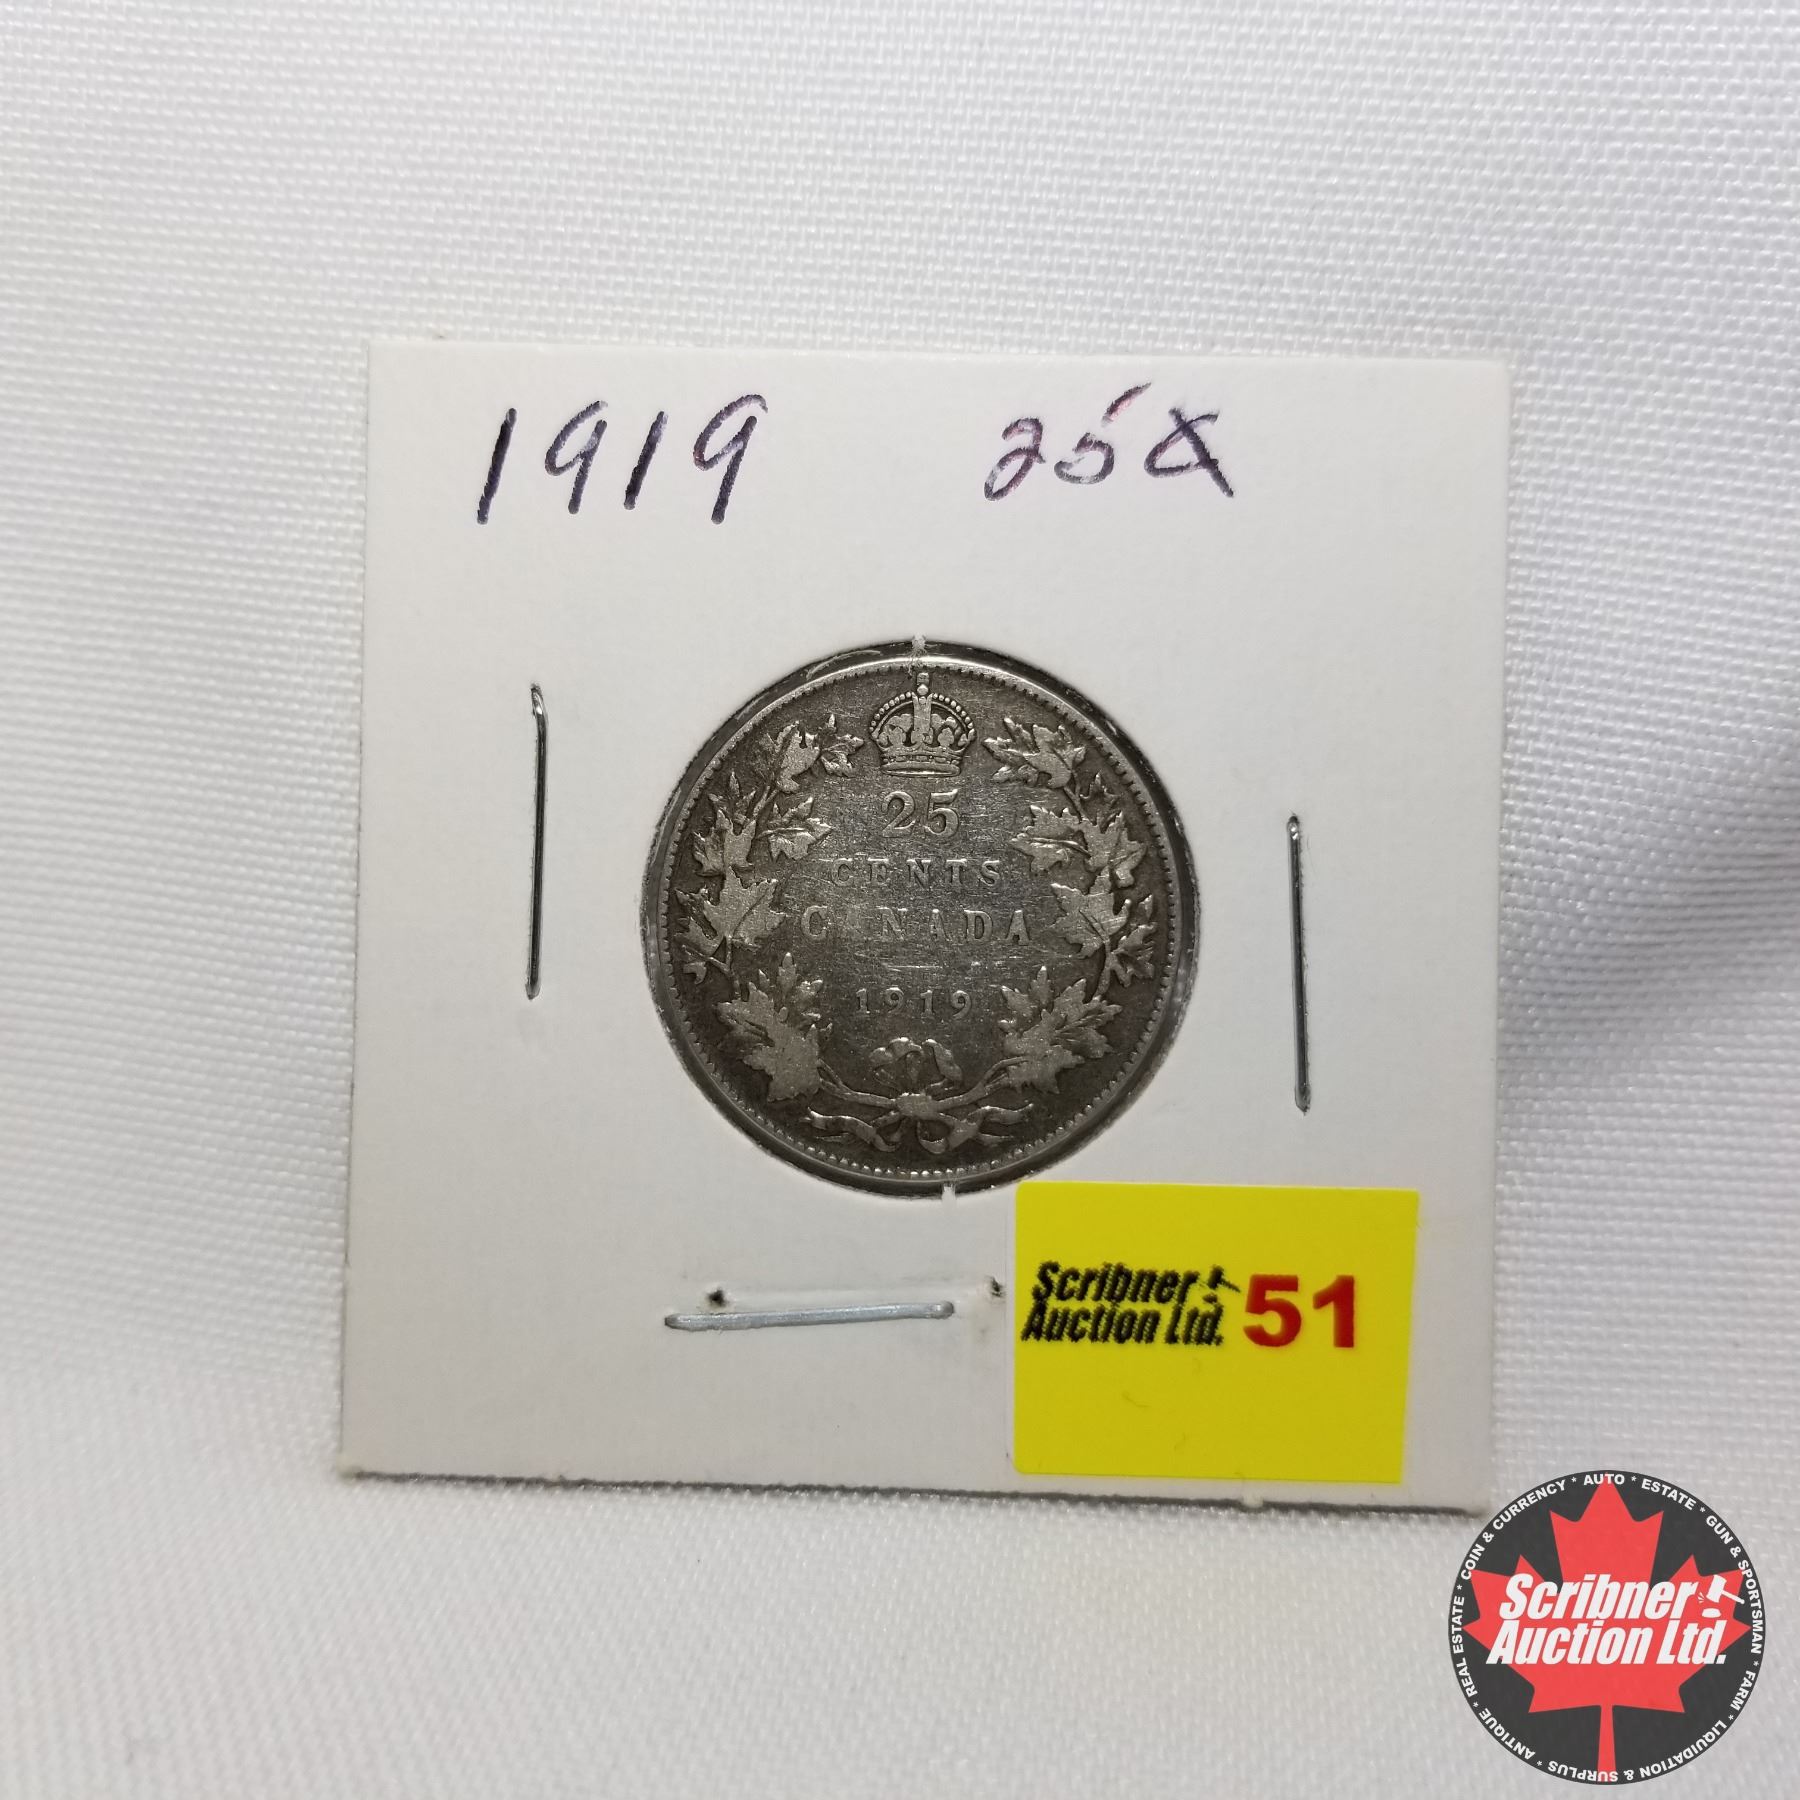 1919 25¢
25
CENTS
CANADA
1919
Scribner
Auction Ltd. 51
COIN & CURRENCY * AUTO * ESTATE * GUN & SPORTSMAN * FARM * LIQUIDATION & SURPLUS * ANTIQUE * REAL ESTATE *
Scribner
Auction Ltd.